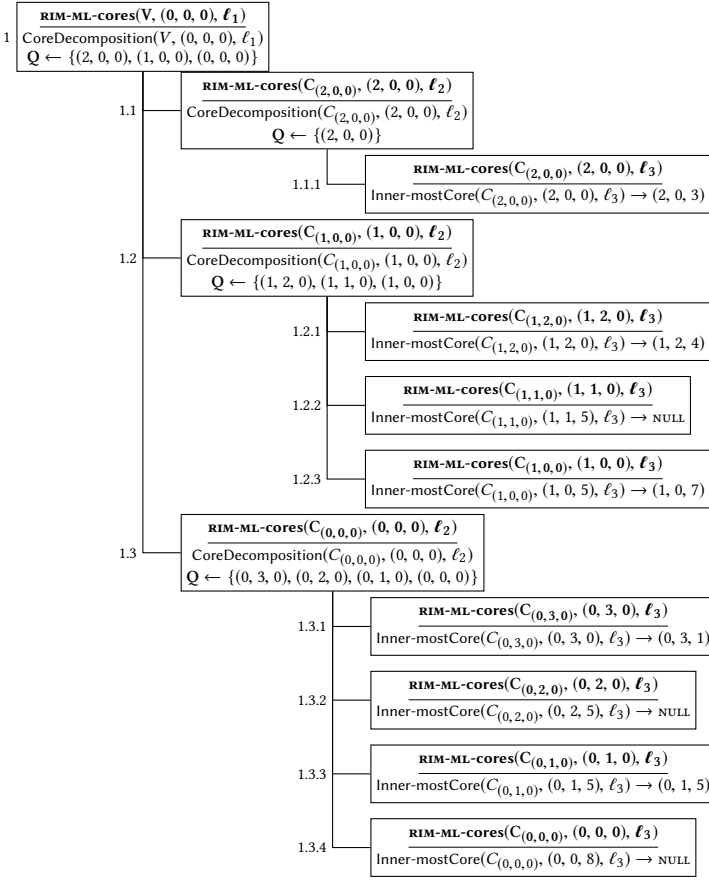 RIM-ML-cores(V, (0, 0, 0), ℓ₁)
1
CoreDecomposition(V, (0, 0, 0), ℓ₁)
Q ← {(2, 0, 0), (1, 0, 0), (0, 0, 0)}
RIM-ML-cores(C₍₂,₀,₀₎, (2, 0, 0), ℓ₂)
1.1
CoreDecomposition(C₍₂,₀,₀₎, (2, 0, 0), ℓ₂)
Q ← {(2, 0, 0)}
RIM-ML-cores(C₍₂,₀,₀₎, (2, 0, 0), ℓ₃)
1.1.1
Inner-mostCore(C₍₂,₀,₀₎, (2, 0, 0), ℓ₃) → (2, 0, 3)
RIM-ML-cores(C₍₁,₀,₀₎, (1, 0, 0), ℓ₂)
1.2
CoreDecomposition(C₍₁,₀,₀₎, (1, 0, 0), ℓ₂)
Q ← {(1, 2, 0), (1, 1, 0), (1, 0, 0)}
RIM-ML-cores(C₍₁,₂,₀₎, (1, 2, 0), ℓ₃)
1.2.1
Inner-mostCore(C₍₁,₂,₀₎, (1, 2, 0), ℓ₃) → (1, 2, 4)
RIM-ML-cores(C₍₁,₁,₀₎, (1, 1, 0), ℓ₃)
1.2.2
Inner-mostCore(C₍₁,₁,₀₎, (1, 1, 5), ℓ₃) → NULL
RIM-ML-cores(C₍₁,₀,₀₎, (1, 0, 0), ℓ₃)
1.2.3
Inner-mostCore(C₍₁,₀,₀₎, (1, 0, 5), ℓ₃) → (1, 0, 7)
RIM-ML-cores(C₍₀,₀,₀₎, (0, 0, 0), ℓ₂)
1.3
CoreDecomposition(C₍₀,₀,₀₎, (0, 0, 0), ℓ₂)
Q ← {(0, 3, 0), (0, 2, 0), (0, 1, 0), (0, 0, 0)}
RIM-ML-cores(C₍₀,₃,₀₎, (0, 3, 0), ℓ₃)
1.3.1
Inner-mostCore(C₍₀,₃,₀₎, (0, 3, 0), ℓ₃) → (0, 3, 1)
RIM-ML-cores(C₍₀,₂,₀₎, (0, 2, 0), ℓ₃)
1.3.2
Inner-mostCore(C₍₀,₂,₀₎, (0, 2, 5), ℓ₃) → NULL
RIM-ML-cores(C₍₀,₁,₀₎, (0, 1, 0), ℓ₃)
1.3.3
Inner-mostCore(C₍₀,₁,₀₎, (0, 1, 5), ℓ₃) → (0, 1, 5)
RIM-ML-cores(C₍₀,₀,₀₎, (0, 0, 0), ℓ₃)
1.3.4
Inner-mostCore(C₍₀,₀,₀₎, (0, 0, 8), ℓ₃) → NULL